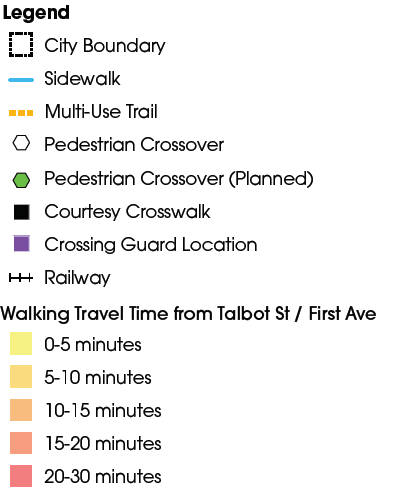 Legend
City Boundary
Sidewalk
Multi-Use Trail
Pedestrian Crossover
Pedestrian Crossover (Planned)
Courtesy Crosswalk
Crossing Guard Location
Railway
Walking Travel Time from Talbot St / First Ave
0-5 minutes
5-10 minutes
10-15 minutes
15-20 minutes
20-30 minutes